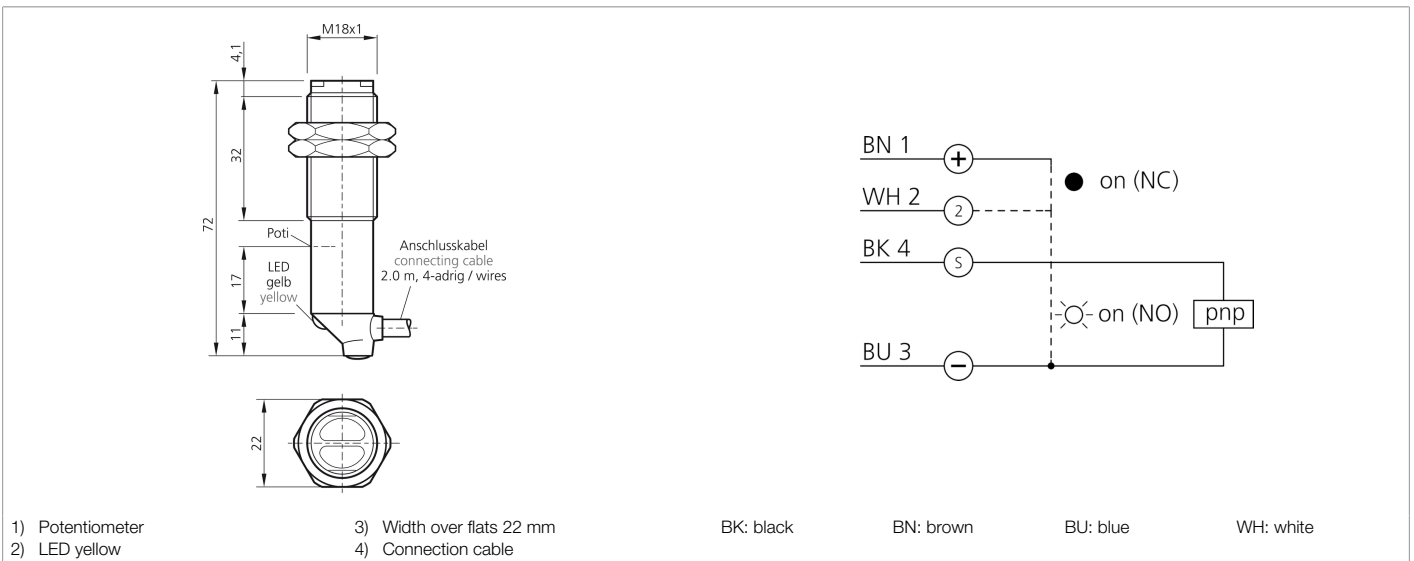 M18x1
4,1
32
72
Poti
17
LED
gelb
yellow
11
Anschlusskabel
connecting cable
2.0 m, 4-adrig / wires
22
BN 1
+
on (NC)
WH 2
2
BK 4
S
on (NO)
pnp
BU 3
−
1) Potentiometer
2) LED yellow
3) Width over flats 22 mm
4) Connection cable
BK: black
BN: brown
BU: blue
WH: white